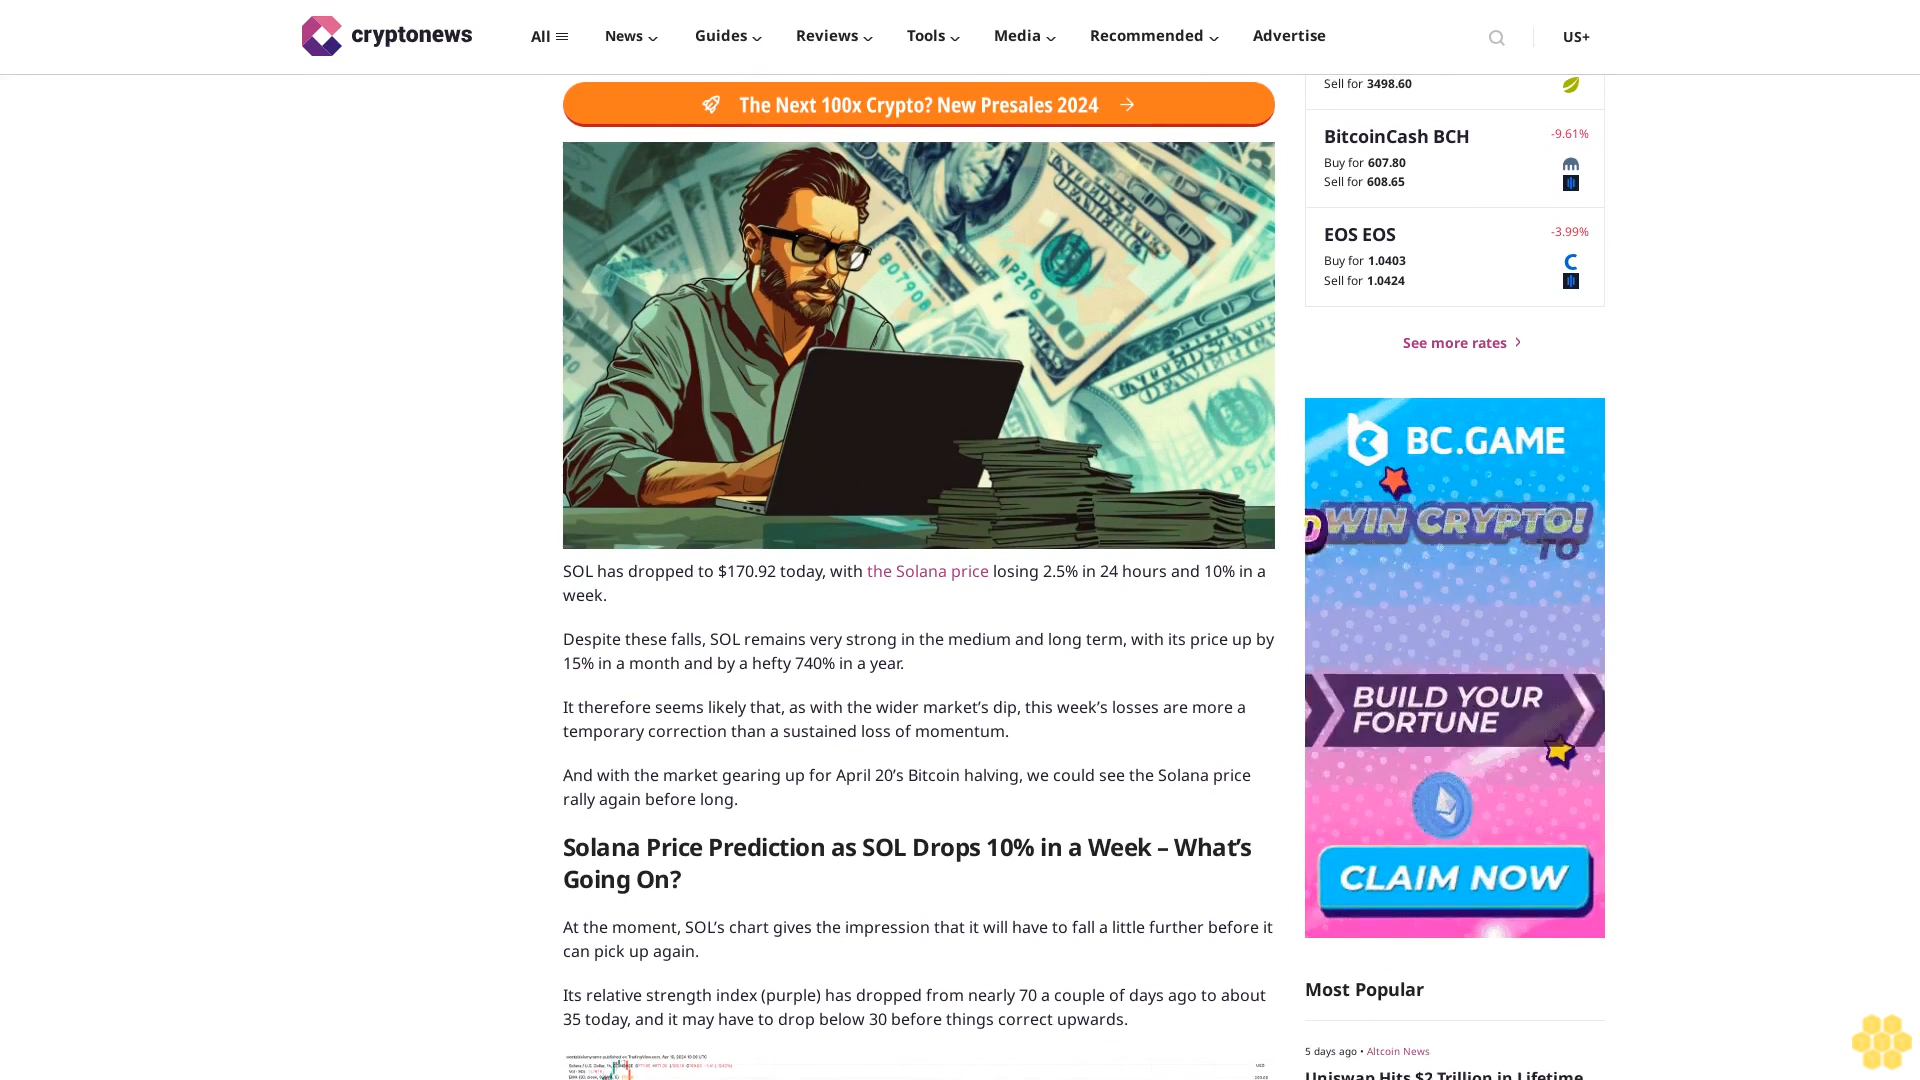 cryptonews
All
News
Guides
Reviews
Tools
Media
Recommended
Advertise
US+
The Next 100x Crypto? New Presales 2024
SOL has dropped to $170.92 today, with the Solana price losing 2.5% in 24 hours and 10% in a
week.
Despite these falls, SOL remains very strong in the medium and long term, with its price up by
15% in a month and by a hefty 740% in a year.
It therefore seems likely that, as with the wider market’s dip, this week’s losses are more a
temporary correction than a sustained loss of momentum.
And with the market gearing up for April 20’s Bitcoin halving, we could see the Solana price
rally again before long.
Solana Price Prediction as SOL Drops 10% in a Week – What’s
Going On?
At the moment, SOL’s chart gives the impression that it will have to fall a little further before it
can pick up again.
Its relative strength index (purple) has dropped from nearly 70 a couple of days ago to about
35 today, and it may have to drop below 30 before things correct upwards.
Sell for 3498.60
BitcoinCash BCH
-9.61%
Buy for 607.80
Sell for 608.65
EOS EOS
-3.99%
Buy for 1.0403
Sell for 1.0424
See more rates
BC.GAME
WIN CRYPTO!
TO
BUILD YOUR
FORTUNE
CLAIM NOW
Most Popular
5 days ago • Altcoin News
Uniswap Hits $2 Trillion in Lifetime